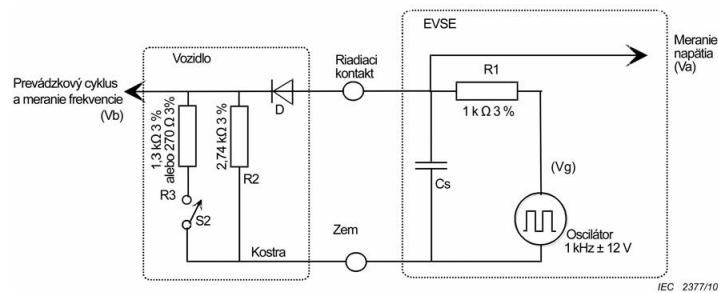 EVSE
Vozidlo
Riadiaci
kontakt
Meranie
napätia
(Va)
Prevádzkový cyklus
a meranie frekvencie
(Vb)
D
R1
1 k Ω 3 %
1,3 kΩ 3 %
alebo 270 Ω 3%
2,74 kΩ 3 %
R2
R3
S2
Cs
(Vg)
Kostra
Zem
Oscilátor
1 kHz ± 12 V
IEC 2377/10